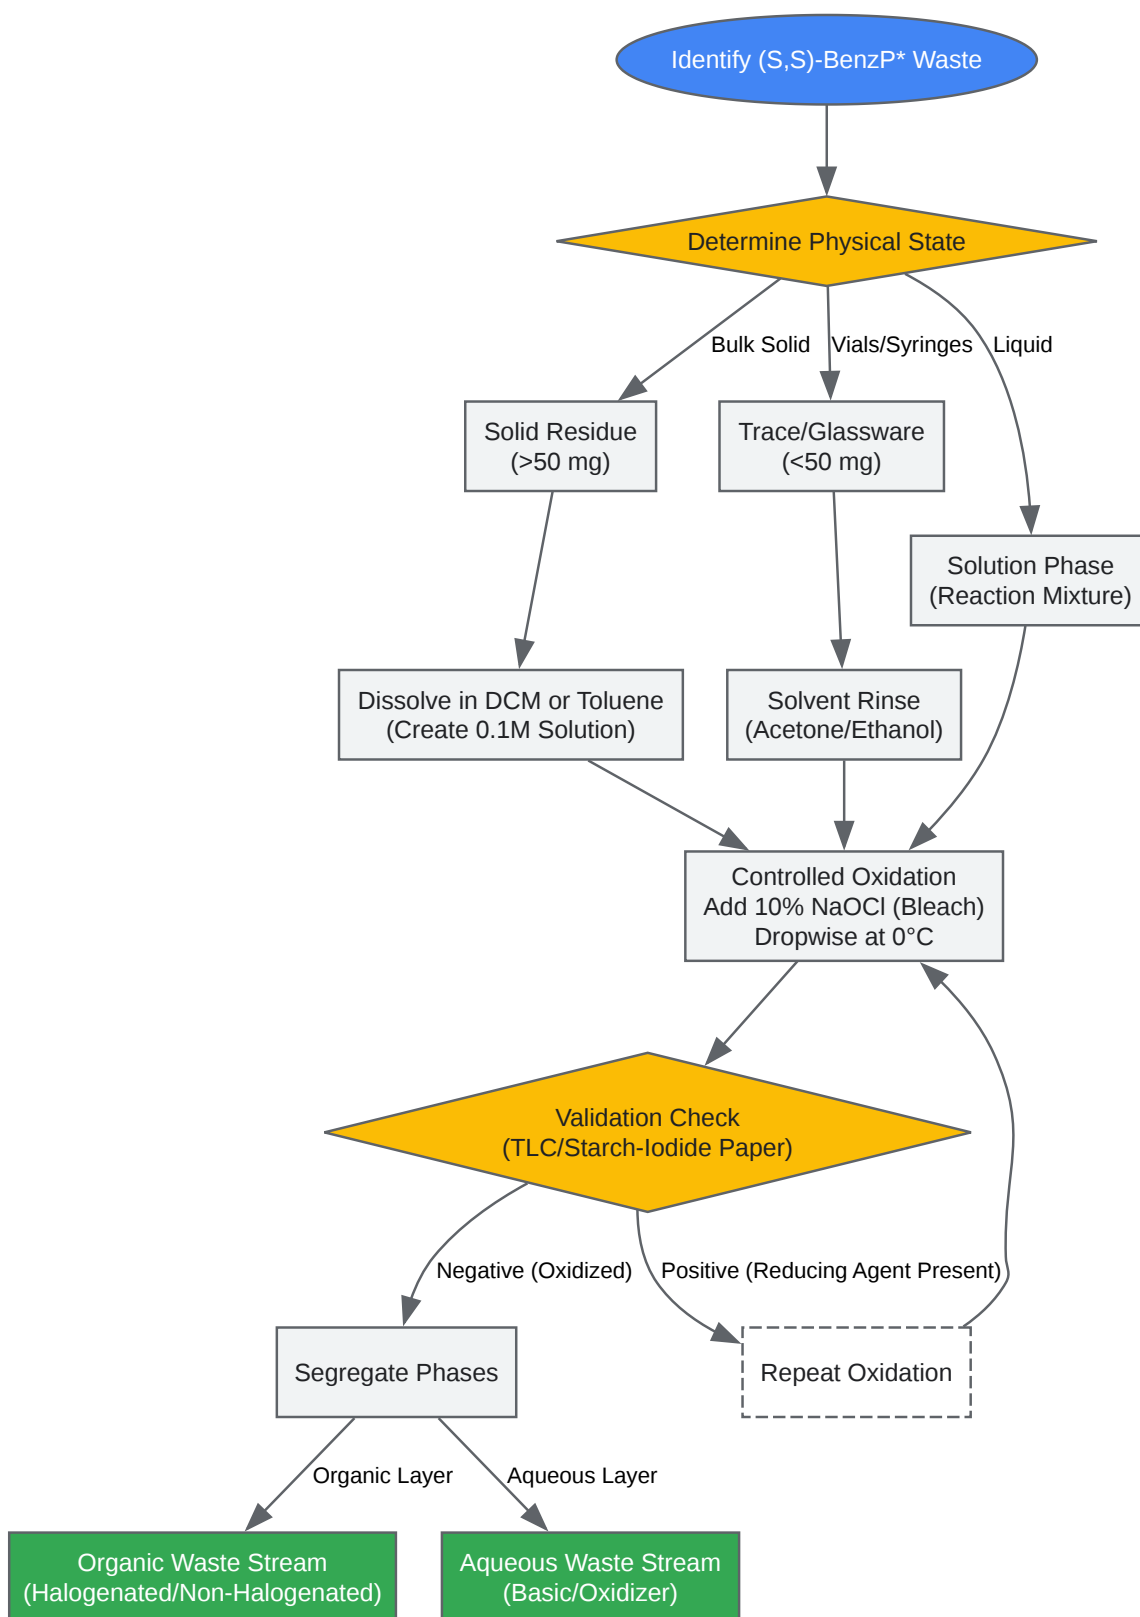 Identify (S,S)-BenzP* Waste
Determine Physical State
Bulk Solid
Vials/Syringes
Liquid
Solid Residue
(>50 mg)
Trace/Glassware
(<50 mg)
Solution Phase
(Reaction Mixture)
Dissolve in DCM or Toluene
(Create 0.1M Solution)
Solvent Rinse
(Acetone/Ethanol)
Controlled Oxidation
Add 10% NaOCl (Bleach)
Dropwise at 0°C
Validation Check
(TLC/Starch-Iodide Paper)
Negative (Oxidized)
Positive (Reducing Agent Present)
Segregate Phases
Repeat Oxidation
Organic Layer
Aqueous Layer
Organic Waste Stream
(Halogenated/Non-Halogenated)
Aqueous Waste Stream
(Basic/Oxidizer)